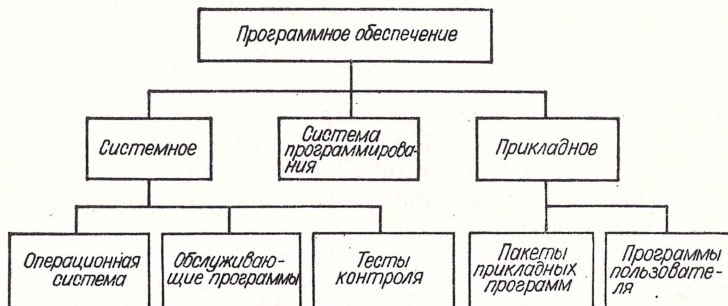 Программное обеспечение
Системное
Система
программирова-
ния
Прикладное
Операционная
система
Обслуживаю-
щие программы
Тесты
контроля
Пакеты
прикладных
программ
Программы
пользовате-
ля